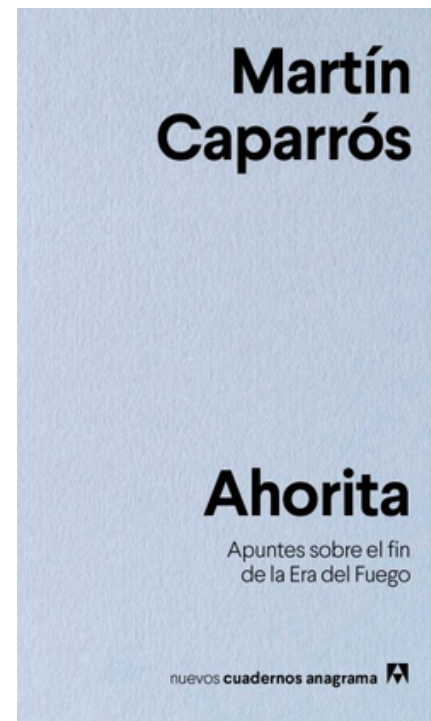 Martín
Caparrós
Ahorita
Apuntes sobre el fin
de la Era del Fuego
nuevos cuadernos anagrama